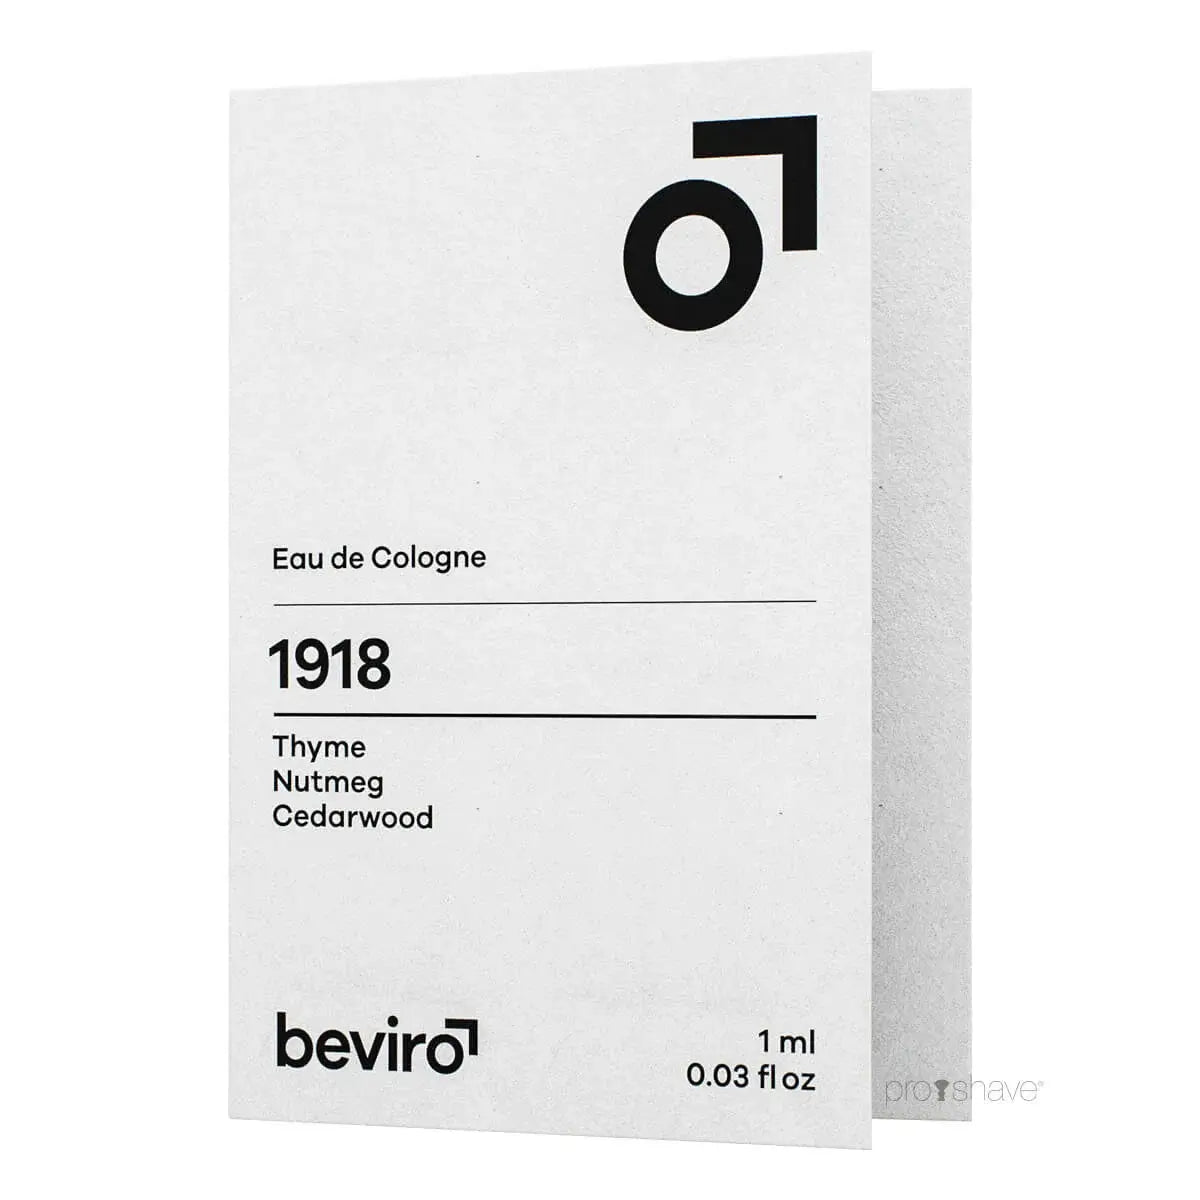 Eau de Cologne
1918
Thyme
Nutmeg
Cedarwood
beviro
1 ml
0.03 fl oz
proshave